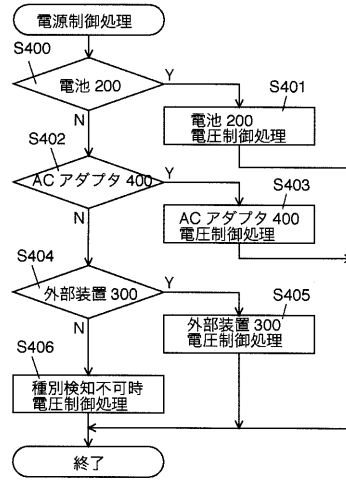 電源制御処理
S400
電池 200
Y
N
S401
電池 200
電圧制御処理
S402
AC アダプタ 400
Y
N
S403
AC アダプタ 400
電圧制御処理
S404
外部装置 300
Y
N
S405
外部装置 300
電圧制御処理
S406
種別検知不可時
電圧制御処理
終了